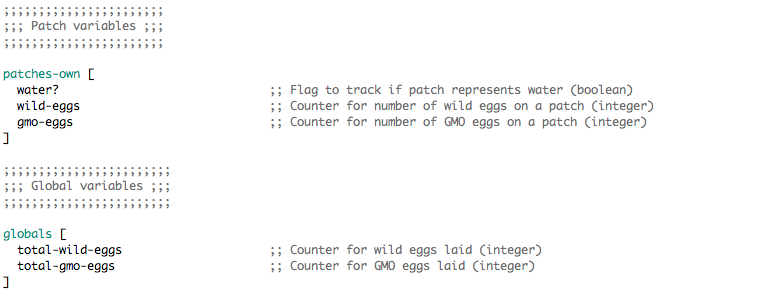 ;;;;;;;;;;;;;;;;;;;;;;;
;;; Patch variables ;;;
;;;;;;;;;;;;;;;;;;;;;;;
patches-own [
water? ;; Flag to track if patch represents water (boolean)
wild-eggs ;; Counter for number of wild eggs on a patch (integer)
gmo-eggs ;; Counter for number of GMO eggs on a patch (integer)
]
;;;;;;;;;;;;;;;;;;;;;;;;
;;; Global variables ;;;
;;;;;;;;;;;;;;;;;;;;;;;;
globals [
total-wild-eggs ;; Counter for wild eggs laid (integer)
total-gmo-eggs ;; Counter for GMO eggs laid (integer)
]